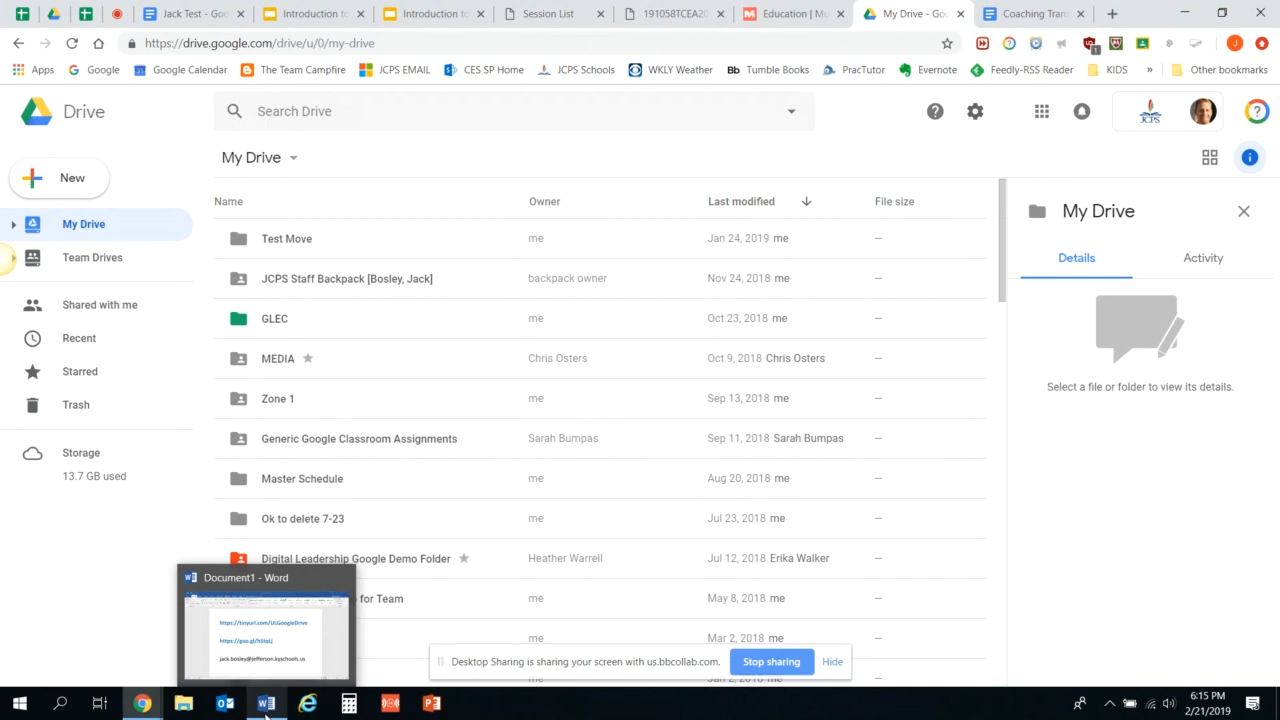 Jack Test - Goo
Introduction to
Introduction to
Session List
191058TCEA20
Education | Mu
My Drive - Goo
Coaching Trans
https://drive.google.com/drive/u/0/my-drive
1
J
Apps
Google
Google Calendar
The Team Campfire
JCPS EMAIL
CES SP Home
JCPS Schools
WKLY Weather
Bb Tumble Books
PracTutor
Evernote
Feedly-RSS Reader
KIDS
»
Other bookmarks
Drive
Search Drive
JCPS
New
My Drive
My Drive
Team Drives
Shared with me
Recent
Starred
Trash
Storage
13.7 GB used
Name Owner Last modified File size
Test Move me Jan 24, 2019 me —
JCPS Staff Backpack [Bosley, Jack] backpack owner Nov 24, 2018 me —
GLEC me Oct 23, 2018 me —
MEDIA Chris Osters Oct 9, 2018 Chris Osters —
Zone 1 me Sep 13, 2018 me —
Generic Google Classroom Assignments Sarah Bumpas Sep 11, 2018 Sarah Bumpas —
Master Schedule me Aug 20, 2018 me —
Ok to delete 7-23 me Jul 23, 2018 me —
Digital Leadership Google Demo Folder Heather Warrell Jul 12, 2018 Erika Walker —
for Team me May 8, 2018 me —
me Mar 2, 2018 me —
me
My Drive
Details Activity
Select a file or folder to view its details.
Document1 - Word
https://tinyurl.com/ULGoogleDrive
jack.bosley@jefferson.kyschools.us
Desktop Sharing is sharing your screen with us.bbcollab.com.
Stop sharing
Hide
6:15 PM
2/21/2019